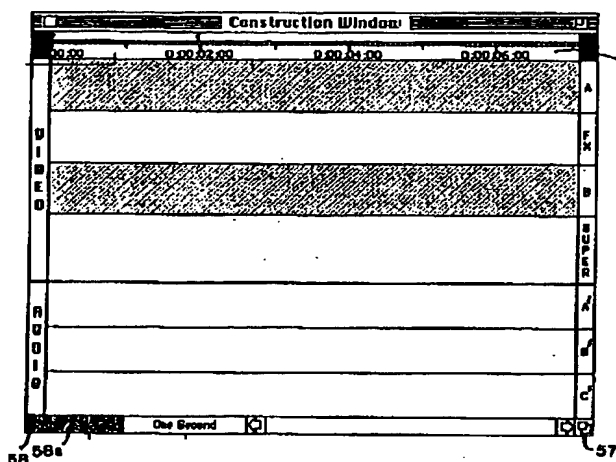 Construction Window
00:00 0:00:02:00 0:00:04:00 0:00:06:00
VIDEO
A
FX
B
SUPER
AUDIO
A
B
C
One Second
58 58a 57